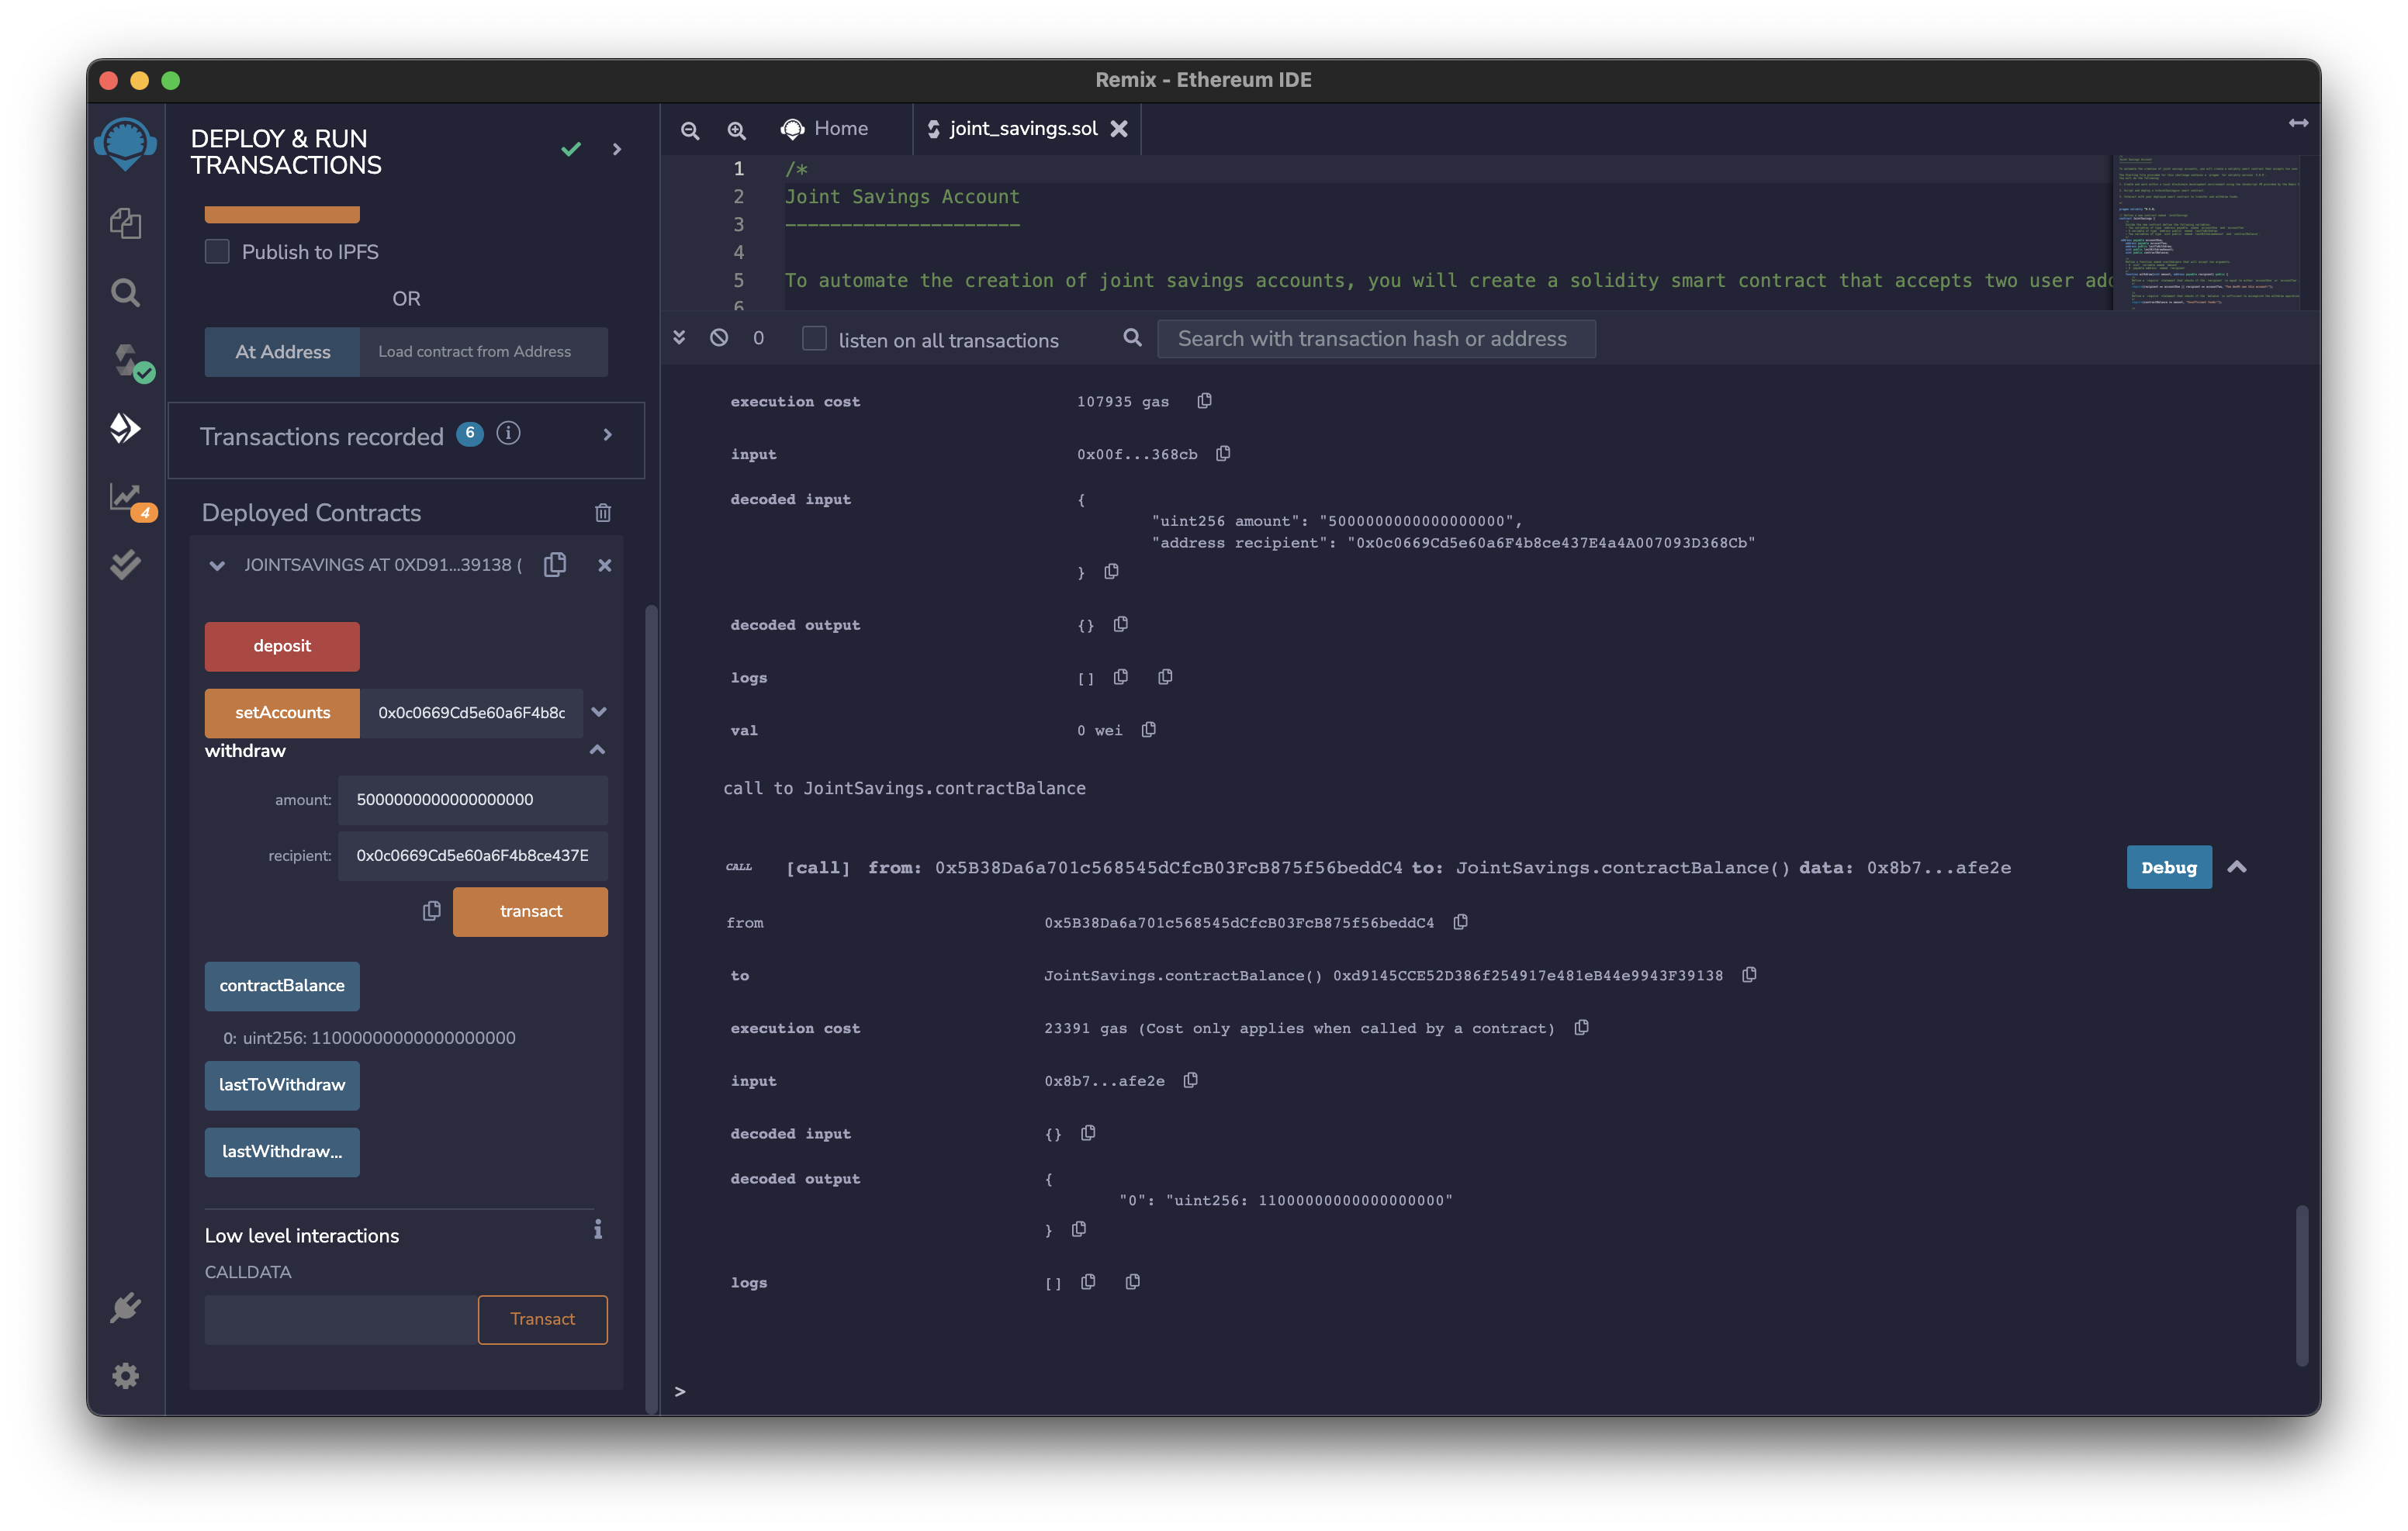 Remix - Ethereum IDE
DEPLOY & RUN
TRANSACTIONS
Publish to IPFS
OR
At Address
Load contract from Address
Transactions recorded 6
Deployed Contracts
4
JOINTSAVINGS AT 0XD91...39138 (
deposit
setAccounts
0x0c0669Cd5e60a6F4b8c
withdraw
amount: 5000000000000000000
recipient: 0x0c0669Cd5e60a6F4b8ce437E
transact
contractBalance
0: uint256: 11000000000000000000
lastToWithdraw
lastWithdraw...
Low level interactions
CALLDATA
Transact
Home
joint_savings.sol
1 /*
2 Joint Savings Account
3 ---------------------
4
5 To automate the creation of joint savings accounts, you will create a solidity smart contract that accepts two user add
6
0
listen on all transactions
Search with transaction hash or address
execution cost 107935 gas
input 0x00f...368cb
decoded input {
"uint256 amount": "5000000000000000000",
"address recipient": "0x0c0669Cd5e60a6F4b8ce437E4a4A007093D368Cb"
}
decoded output {}
logs []
val 0 wei
call to JointSavings.contractBalance
CALL [call] from: 0x5B38Da6a701c568545dCfcB03FcB875f56beddC4 to: JointSavings.contractBalance() data: 0x8b7...afe2e
Debug
from 0x5B38Da6a701c568545dCfcB03FcB875f56beddC4
to JointSavings.contractBalance() 0xd9145CCE52D386f254917e481eB44e9943F39138
execution cost 23391 gas (Cost only applies when called by a contract)
input 0x8b7...afe2e
decoded input {}
decoded output {
"0": "uint256: 11000000000000000000"
}
logs []
>